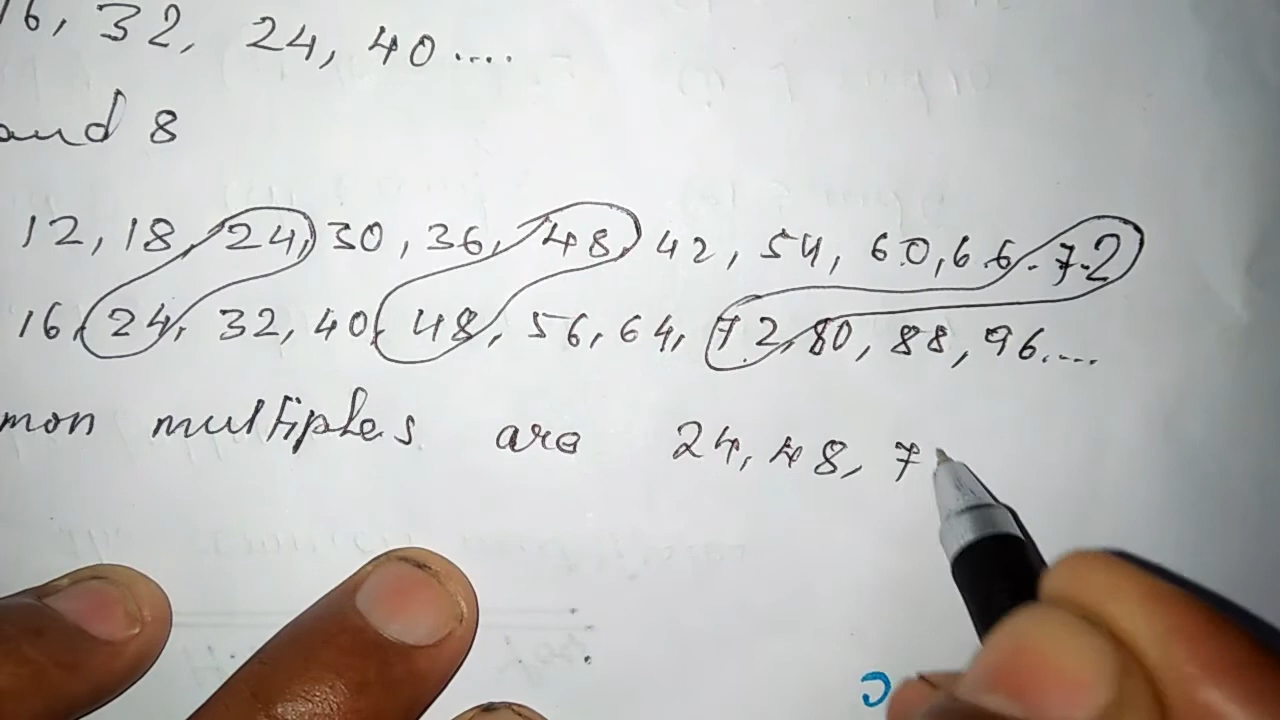 16, 32, 24, 40....
and 8
12, 18, 24, 30, 36, 48, 42, 54, 60, 66. 72
16, 24, 32, 40, 48, 56, 64, 72, 80, 88, 96....
mon multiples are 24, 48, 7